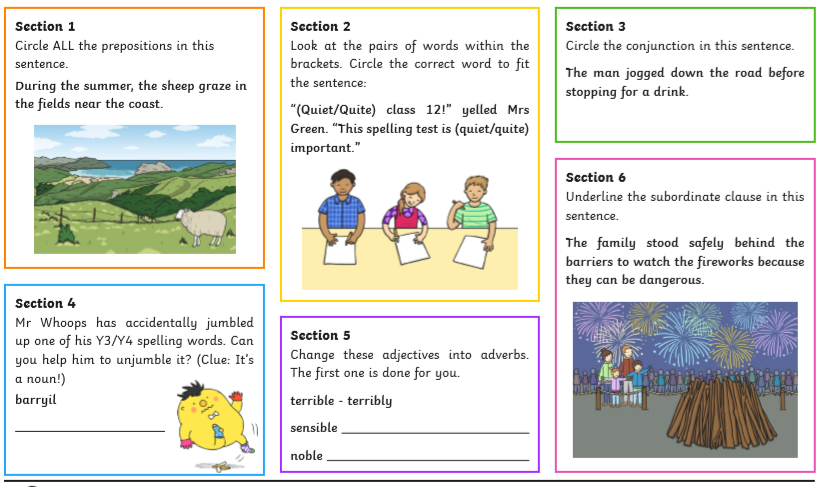 Section 1
Circle ALL the prepositions in this
sentence.
During the summer, the sheep graze in
the fields near the coast.
Section 2
Look at the pairs of words within the
brackets. Circle the correct word to fit
the sentence:
“(Quiet/Quite) class 12!” yelled Mrs
Green. “This spelling test is (quiet/quite)
important.”
Section 3
Circle the conjunction in this sentence.
The man jogged down the road before
stopping for a drink.
Section 4
Mr Whoops has accidentally jumbled
up one of his Y3/Y4 spelling words. Can
you help him to unjumble it? (Clue: It’s
a noun!)
barryil
Section 5
Change these adjectives into adverbs.
The first one is done for you.
terrible - terribly
sensible
noble
Section 6
Underline the subordinate clause in this
sentence.
The family stood safely behind the
barriers to watch the fireworks because
they can be dangerous.